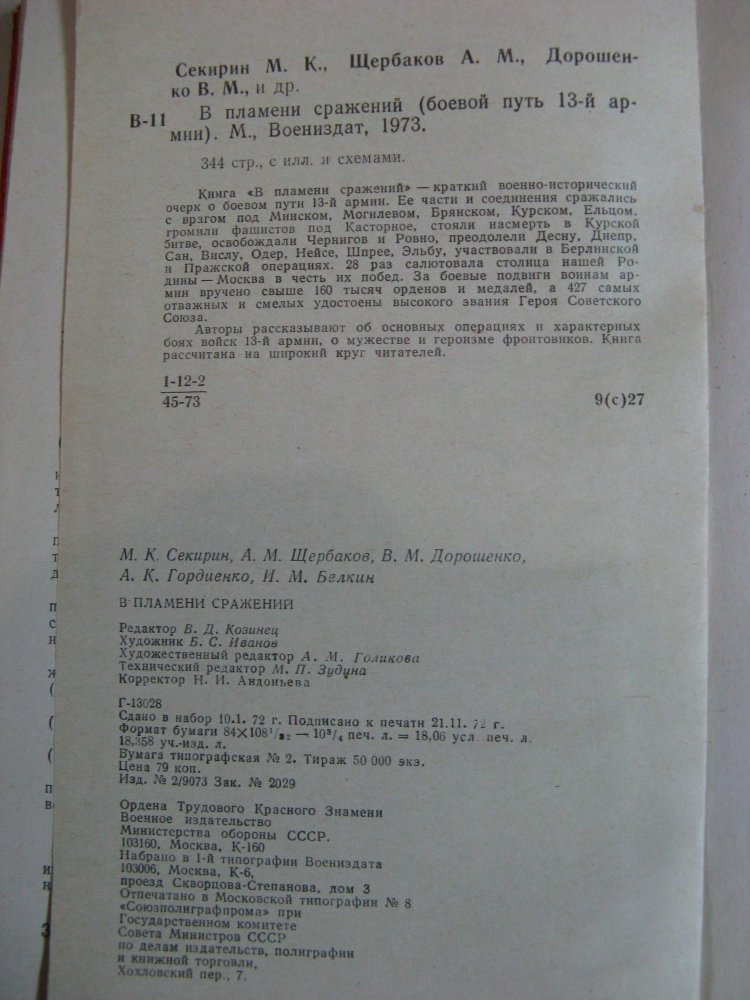 Секирин М. К., Щербаков А. М., Дорошен-
ко В. М., и др.
В-11
В пламени сражений (боевой путь 13-й ар-
мии). М., Воениздат, 1973.
344 стр., с илл. и схемами.
Книга «В пламени сражений» — краткий военно-исторический
очерк о боевом пути 13-й армии. Ее части и соединения сражались
с врагом под Минском, Могилевом, Брянском, Курском, Ельцом,
громили фашистов под Касторное, стояли насмерть в Курской
битве, освобождали Чернигов и Ровно, преодолели Десну, Днепр,
Сан, Вислу, Одер, Нейсе, Шпрее, Эльбу, участвовали в Берлинской
и Пражской операциях. 28 раз салютовала столица нашей Ро-
дины — Москва в честь их побед. За боевые подвиги воинам ар-
мии вручено свыше 160 тысяч орденов и медалей, а 427 самых
отважных и смелых удостоены высокого звания Героя Советского
Союза.
Авторы рассказывают об основных операциях и характерных
боях войск 13-й армии, о мужестве и героизме фронтовиков. Книга
рассчитана на широкий круг читателей.
1-12-2
45-73
9(с)27
М. К. Секирин, А. М. Щербаков, В. М. Дорошенко,
А. К. Гордиенко, И. М. Белкин
В ПЛАМЕНИ СРАЖЕНИЙ
Редактор В. Д. Козинец
Художник Б. С. Иванов
Художественный редактор А. М. Голикова
Технический редактор М. П. Зудина
Корректор Н. И. Андоньева
Г-13028
Сдано в набор 10.1. 72 г. Подписано к печати 21.11. 72 г.
Формат бумаги 84×108¹/₃₂ — 10³/₄ печ. л. = 18,06 усл. печ. л.
18,358 уч.-изд. л.
Бумага типографская № 2. Тираж 50 000 экз.
Цена 79 коп.
Изд. № 2/9073 Зак. № 2029
Ордена Трудового Красного Знамени
Военное издательство
Министерства обороны СССР.
103160, Москва, К-160
Набрано в 1-й типографии Воениздата
103006, Москва, К-6,
проезд Скворцова-Степанова, дом 3
Отпечатано в Московской типографии № 8
«Союзполиграфпрома» при
Государственном комитете
Совета Министров СССР
по делам издательств, полиграфии
и книжной торговли,
Хохловский пер., 7.